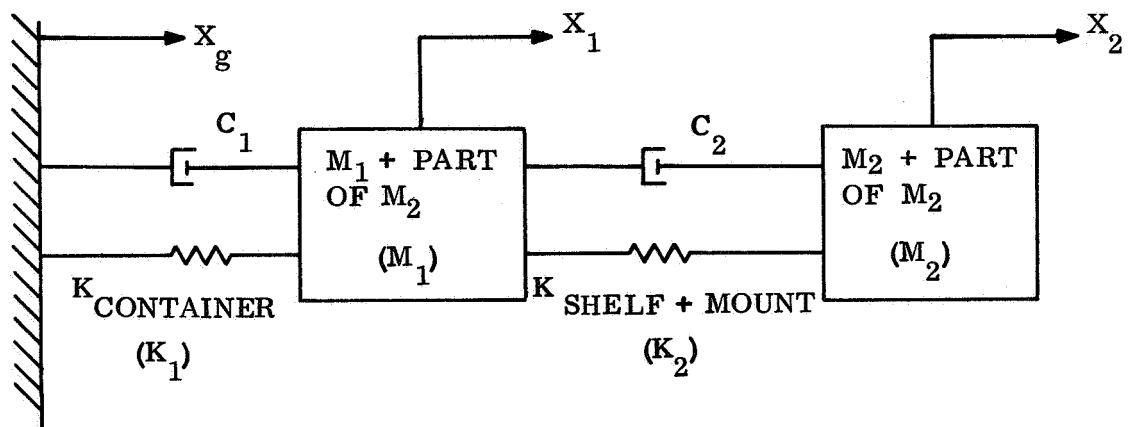 X_g
X_1
X_2
C_1
C_2
M_1 + PART
OF M_2
(M_1)
M_2 + PART
OF M_2
(M_2)
K_CONTAINER
(K_1)
K_SHELF + MOUNT
(K_2)